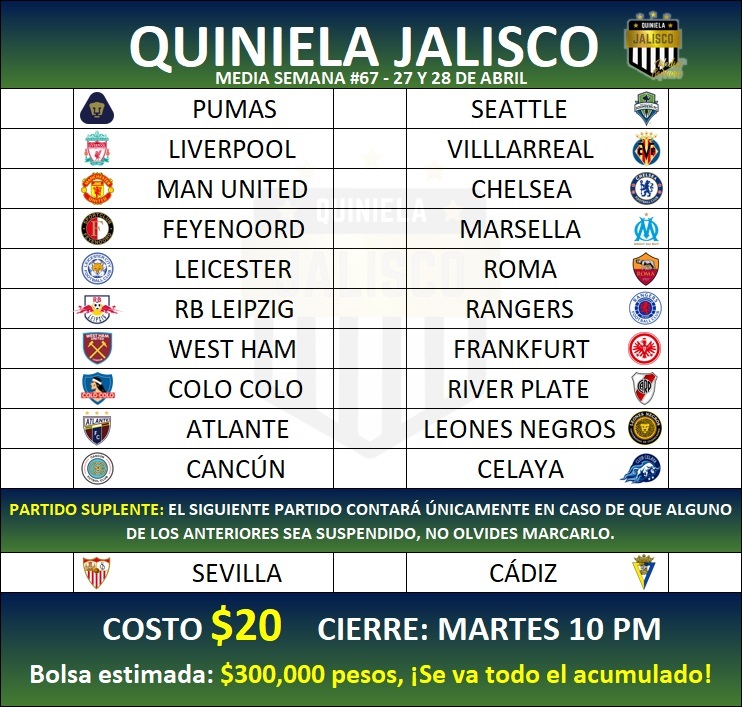 QUINIELA JALISCO
MEDIA SEMANA #67 - 27 Y 28 DE ABRIL
QUINIELA
JALISCO
PUMAS SEATTLE
LIVERPOOL VILLLARREAL
MAN UNITED CHELSEA
FEYENOORD MARSELLA
LEICESTER ROMA
RB LEIPZIG RANGERS
WEST HAM FRANKFURT
COLO COLO RIVER PLATE
ATLANTE LEONES NEGROS
CANCÚN CELAYA
QUINIELA
JALISCO
PARTIDO SUPLENTE: EL SIGUIENTE PARTIDO CONTARÁ ÚNICAMENTE EN CASO DE QUE ALGUNO
DE LOS ANTERIORES SEA SUSPENDIDO, NO OLVIDES MARCARLO.
SEVILLA CÁDIZ
COSTO $20 CIERRE: MARTES 10 PM
Bolsa estimada: $300,000 pesos, ¡Se va todo el acumulado!